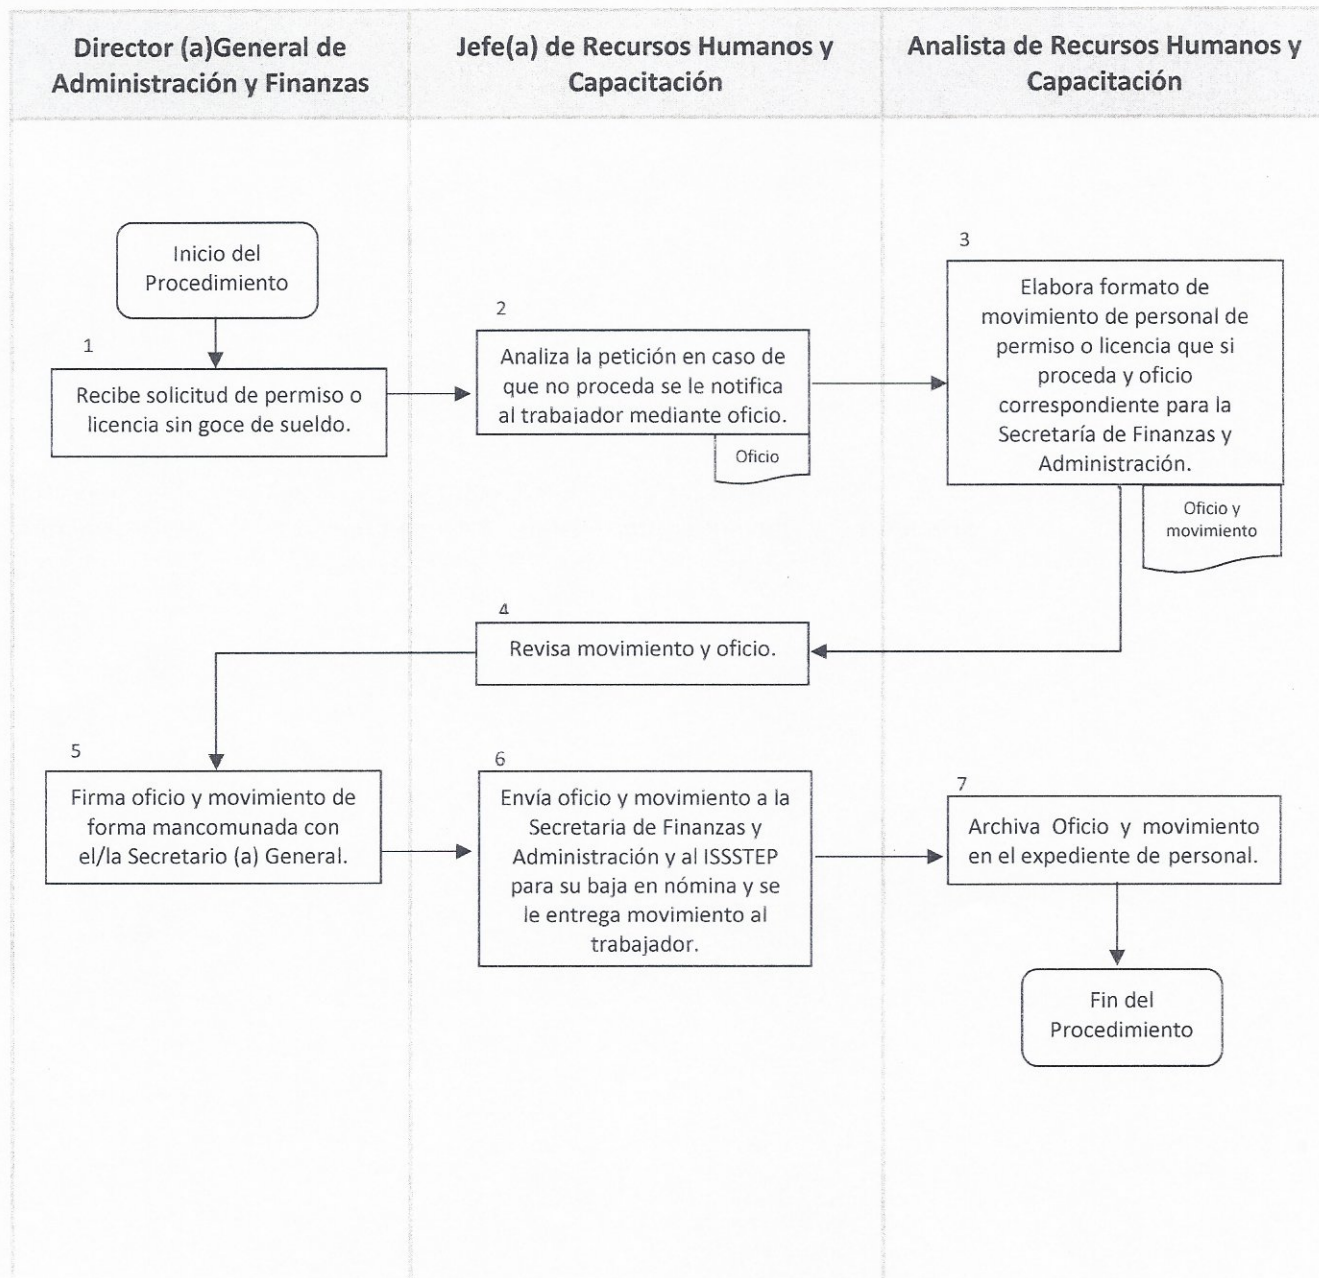 Director (a)General de
Administración y Finanzas
Jefe(a) de Recursos Humanos y
Capacitación
Analista de Recursos Humanos y
Capacitación
Inicio del
Procedimiento
1
Recibe solicitud de permiso o
licencia sin goce de sueldo.
2
Analiza la petición en caso de
que no proceda se le notifica
al trabajador mediante oficio.
Oficio
3
Elabora formato de
movimiento de personal de
permiso o licencia que si
proceda y oficio
correspondiente para la
Secretaría de Finanzas y
Administración.
Oficio y
movimiento
4
Revisa movimiento y oficio.
5
Firma oficio y movimiento de
forma mancomunada con
el/la Secretario (a) General.
6
Envía oficio y movimiento a la
Secretaria de Finanzas y
Administración y al ISSSTEP
para su baja en nómina y se
le entrega movimiento al
trabajador.
7
Archiva Oficio y movimiento
en el expediente de personal.
Fin del
Procedimiento